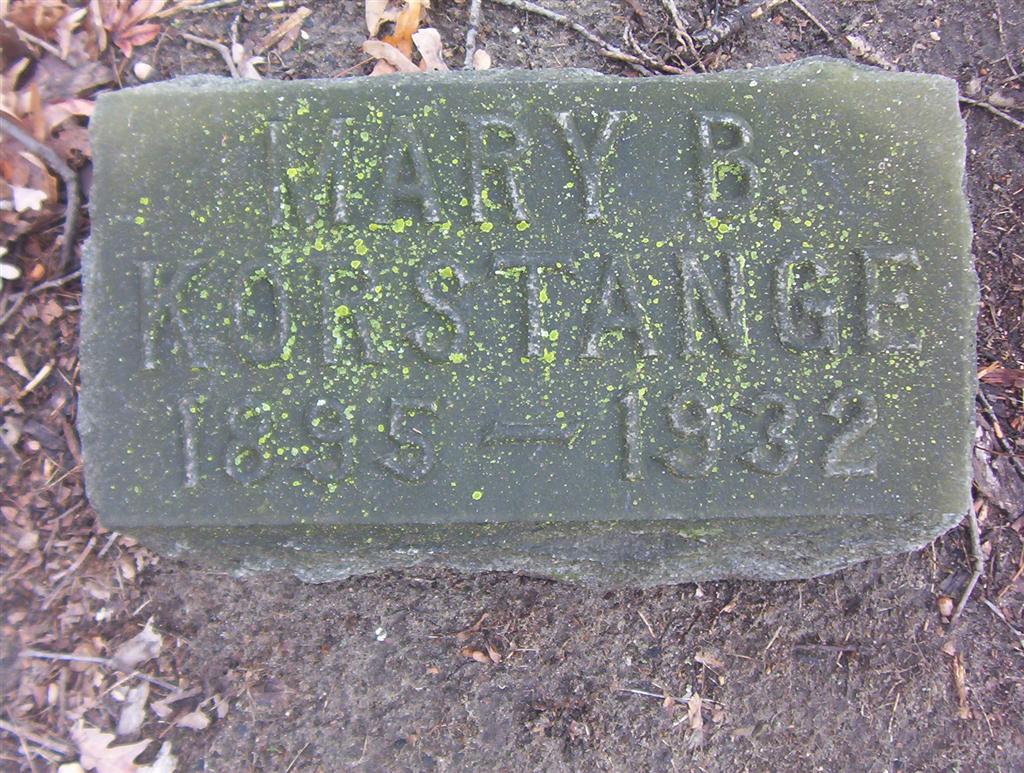 MARY B.
KORSTANGE
1895 — 1932